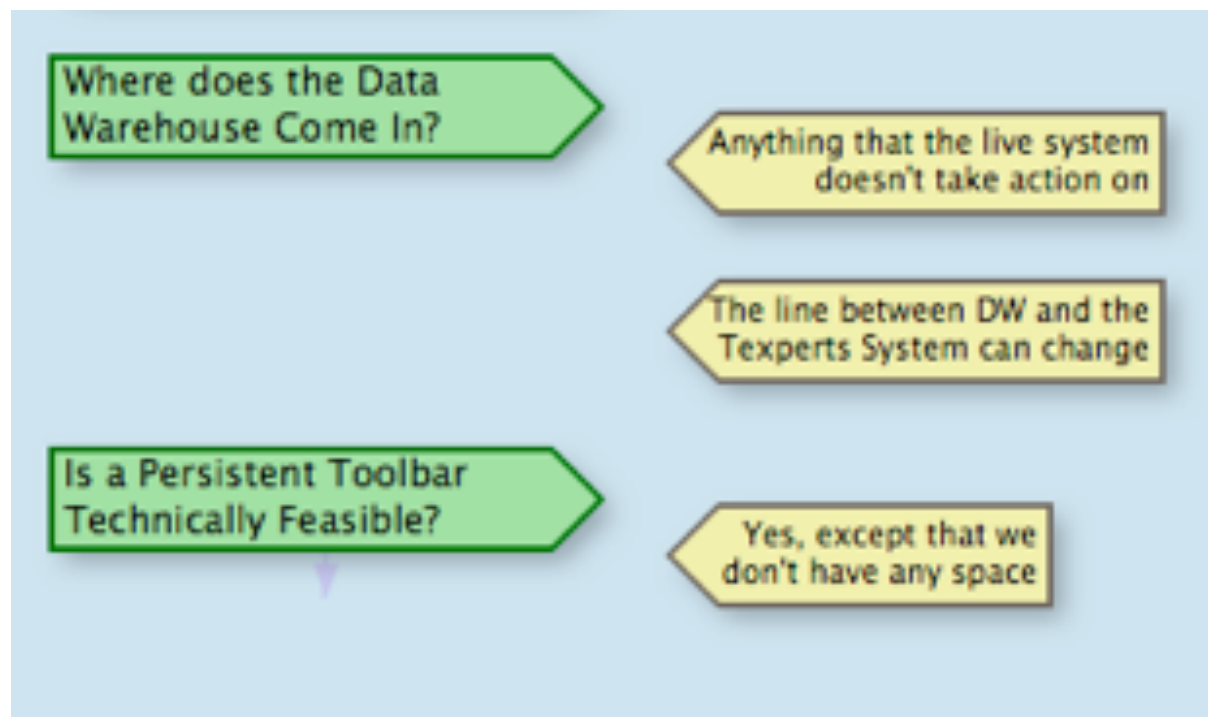 Where does the Data
Warehouse Come In?
Anything that the live system
doesn't take action on
The line between DW and the
Texperts System can change
Is a Persistent Toolbar
Technically Feasible?
Yes, except that we
don't have any space